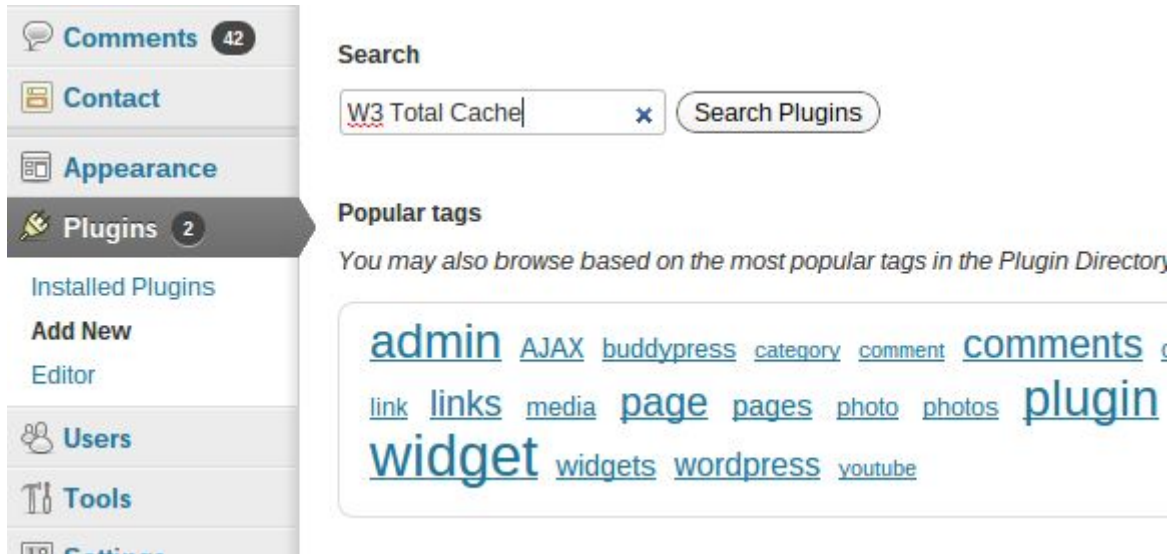 Comments 42
Contact
Appearance
Plugins 2
Installed Plugins
Add New
Editor
Users
Tools
Settings
Search
W3 Total Cache
Search Plugins
Popular tags
You may also browse based on the most popular tags in the Plugin Directory
admin AJAX buddypress category comment comments
link links media page pages photo photos plugin
widget widgets wordpress youtube